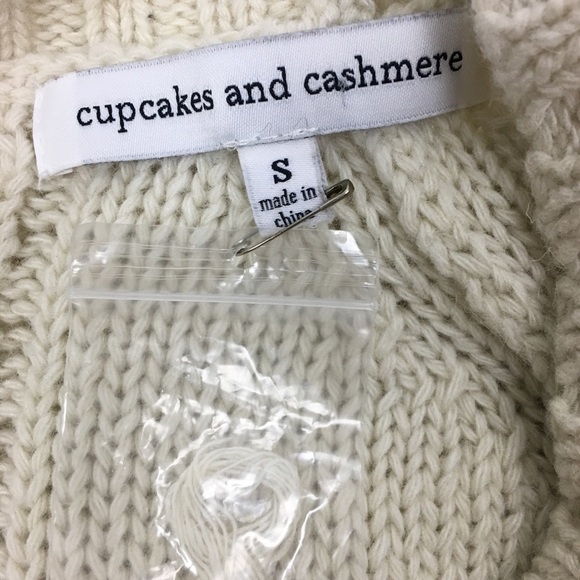 cupcakes and cashmere
S
made in
china